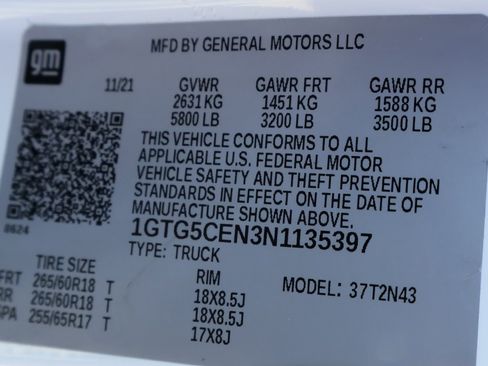 gm
MFD BY GENERAL MOTORS LLC
11/21 GVWR GAWR FRT GAWR RR
2631 KG 1451 KG 1588 KG
5800 LB 3200 LB 3500 LB
THIS VEHICLE CONFORMS TO ALL
APPLICABLE U.S. FEDERAL MOTOR
VEHICLE SAFETY AND THEFT PREVENTION
STANDARDS IN EFFECT ON THE DATE OF
MANUFACTURE SHOWN ABOVE.
8624
1GTG5CEN3N1135397
TYPE: TRUCK
TIRE SIZE RIM MODEL: 37T2N43
FRT 265/60R18 T 18X8.5J
RR 265/60R18 T 18X8.5J
SPA 255/65R17 T 17X8J